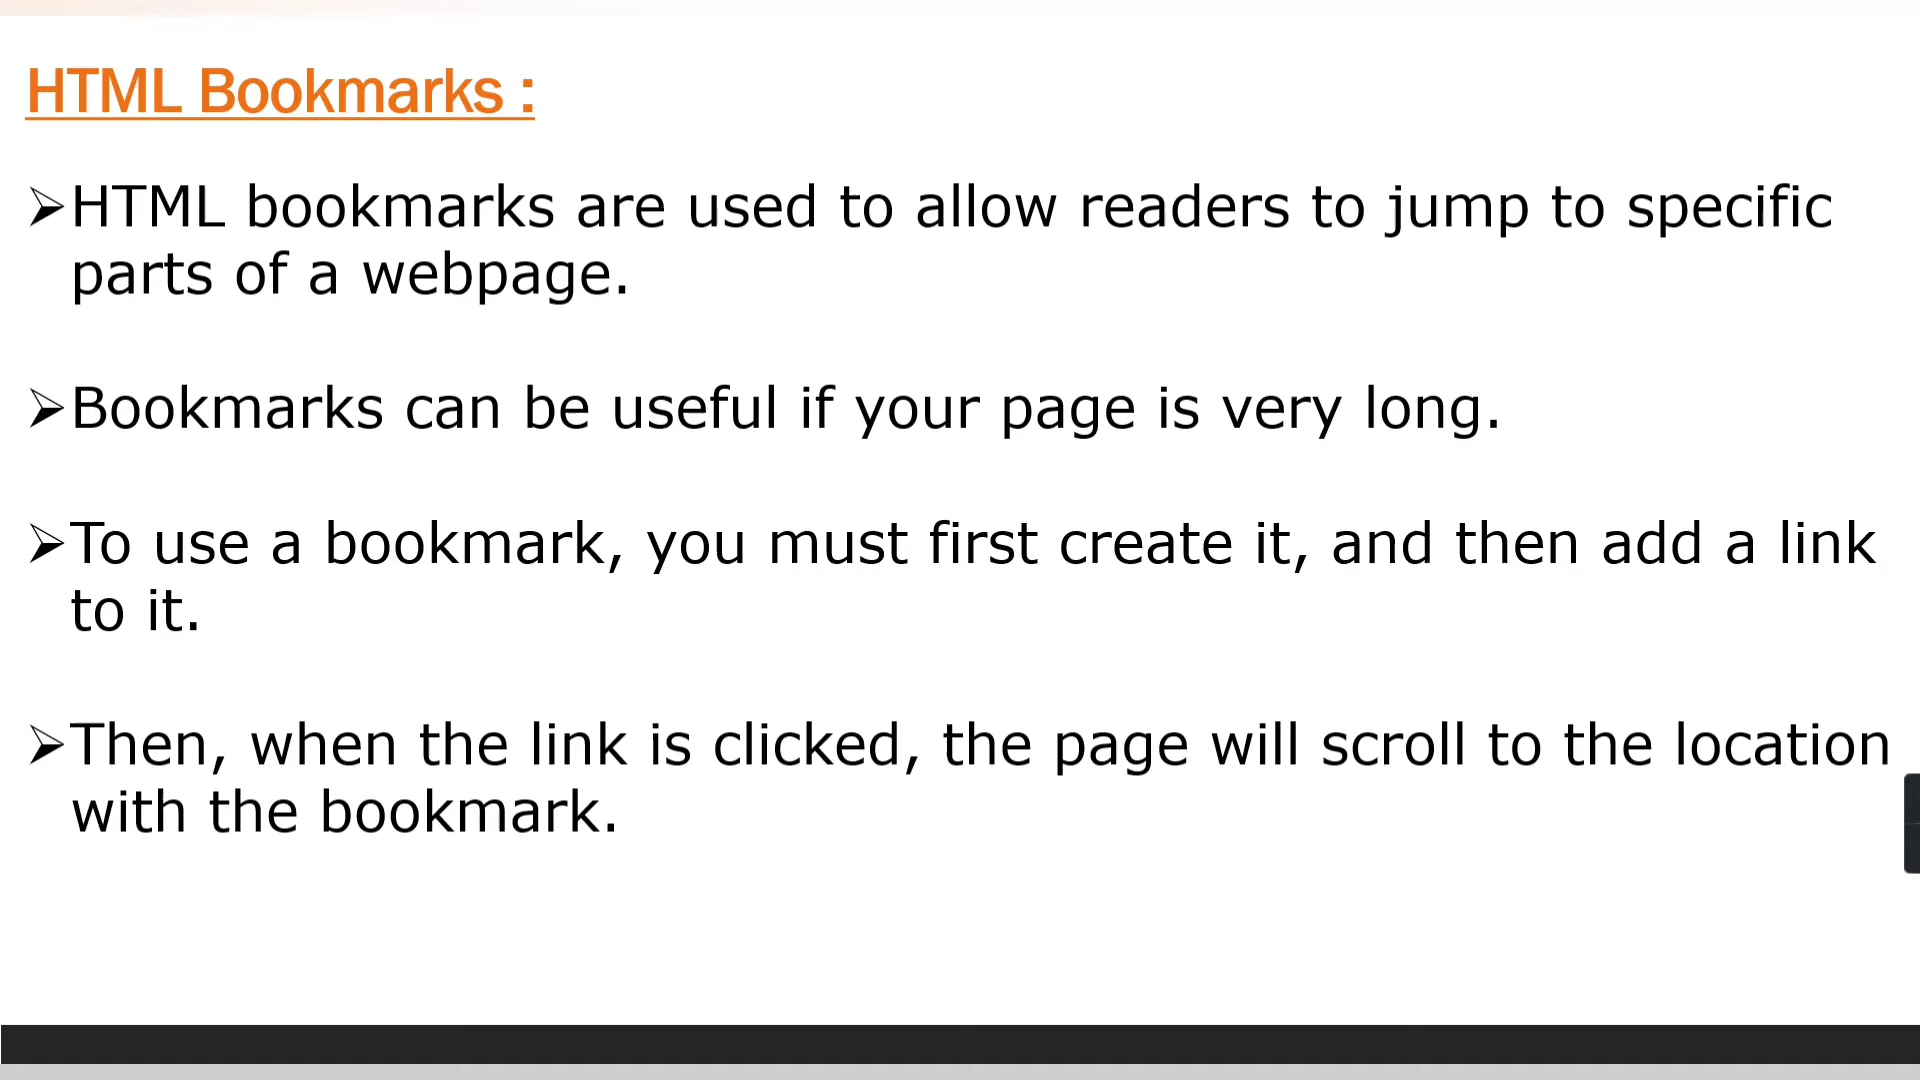 HTML Bookmarks :
➢HTML bookmarks are used to allow readers to jump to specific
parts of a webpage.
➢Bookmarks can be useful if your page is very long.
➢To use a bookmark, you must first create it, and then add a link
to it.
➢Then, when the link is clicked, the page will scroll to the location
with the bookmark.